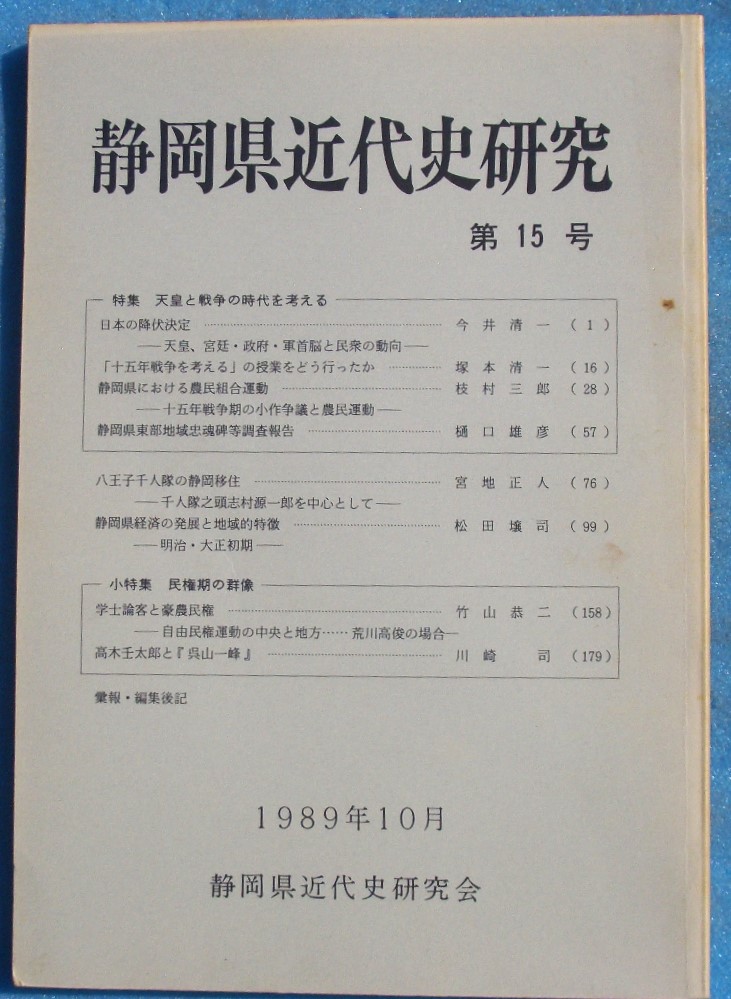 静岡県近代史研究
第 15 号
特集 天皇と戦争の時代を考える
日本の降伏決定 …… 今井清一 (1)
――天皇、宮廷・政府・軍首脳と民衆の動向――
「十五年戦争を考える」の授業をどう行ったか …… 塚本清一 (16)
静岡県における農民組合運動 …… 枝村三郎 (28)
――十五年戦争期の小作争議と農民運動――
静岡県東部地域忠魂碑等調査報告 …… 樋口雄彦 (57)
八王子千人隊の静岡移住 …… 宮地正人 (76)
――千人隊之頭志村源一郎を中心として――
静岡県経済の発展と地域的特徴 …… 松田壌司 (99)
――明治・大正初期――
小特集 民権期の群像
学士論客と豪農民権 …… 竹山恭二 (158)
――自由民権運動の中央と地方……荒川高俊の場合―
高木壬太郎と『呉山一峰』 …… 川崎司 (179)
彙報・編集後記
1989年10月
静岡県近代史研究会